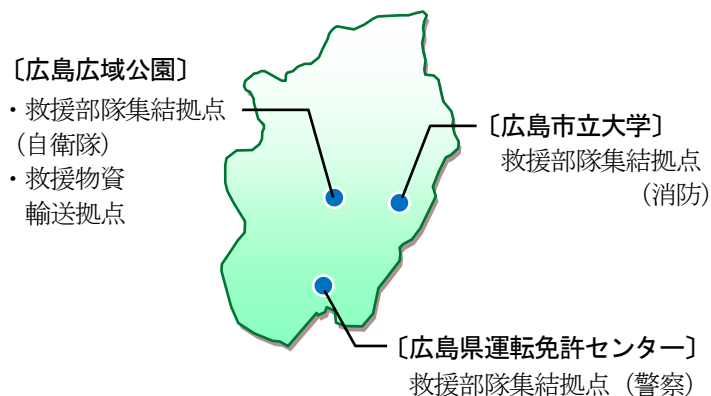 〔広島広域公園〕
・救援部隊集結拠点
（自衛隊）
・救援物資
輸送拠点
〔広島市立大学〕
救援部隊集結拠点
（消防）
〔広島県運転免許センター〕
救援部隊集結拠点（警察）